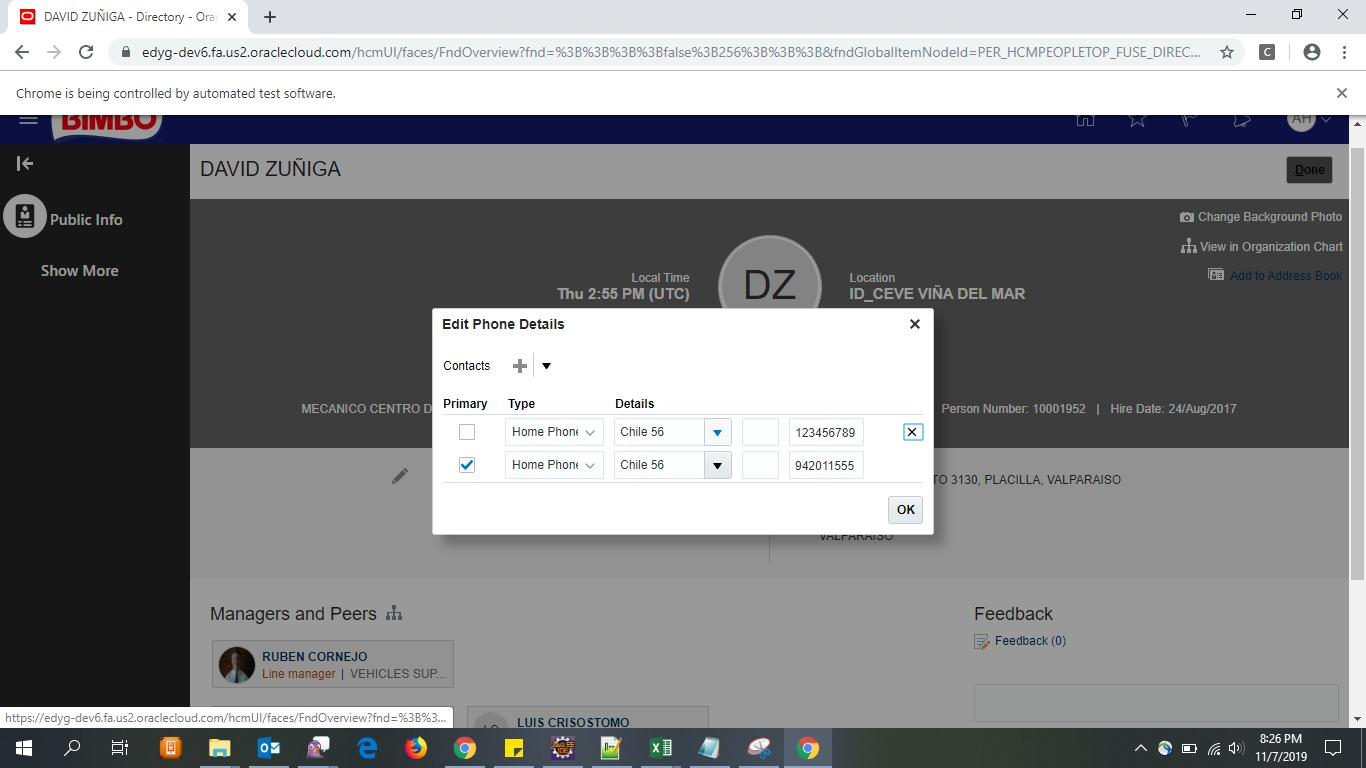 DAVID ZUÑIGA - Directory - Orac
edyg-dev6.fa.us2.oraclecloud.com/hcmUI/faces/FndOverview?fnd=%3B%3B%3B%3Bfalse%3B256%3B%3B%3B&fndGlobalItemNodeId=PER_HCMPEOPLETOP_FUSE_DIREC...
C
Chrome is being controlled by automated test software.
BIMBO
AH
DAVID ZUÑIGA
Done
Public Info
Show More
Change Background Photo
View in Organization Chart
Add to Address Book
Local Time
Thu 2:55 PM (UTC)
DZ
Location
ID_CEVE VIÑA DEL MAR
MECANICO CENTRO D
Person Number: 10001952 | Hire Date: 24/Aug/2017
Edit Phone Details
Contacts
Primary Type Details
Home Phone Chile 56 123456789
Home Phone Chile 56 942011555
OK
TO 3130, PLACILLA, VALPARAISO
VALPARAISO
Managers and Peers
RUBEN CORNEJO
Line manager | VEHICLES SUP...
LUIS CRISOSTOMO
Feedback
Feedback (0)
https://edyg-dev6.fa.us2.oraclecloud.com/hcmUI/faces/FndOverview?fnd=%3B%3...
8:26 PM
11/7/2019